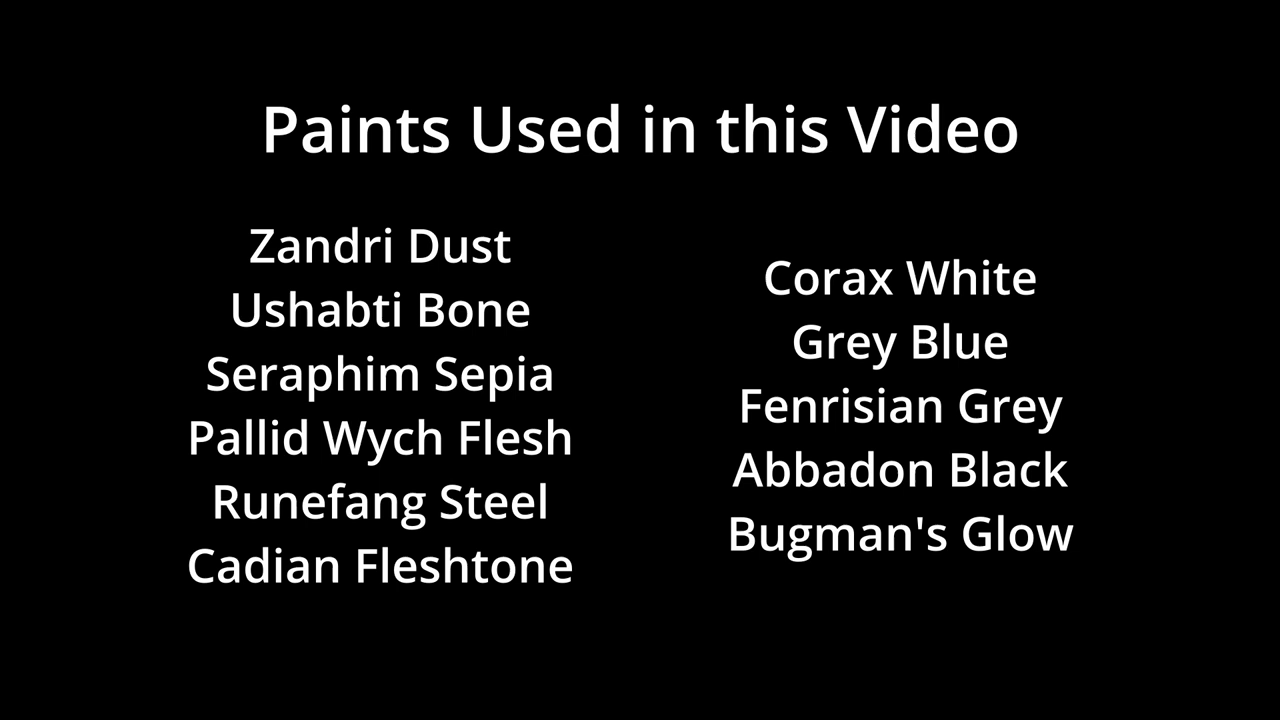 Paints Used in this Video
Zandri Dust
Ushabti Bone
Seraphim Sepia
Pallid Wych Flesh
Runefang Steel
Cadian Fleshtone
Corax White
Grey Blue
Fenrisian Grey
Abbadon Black
Bugman's Glow